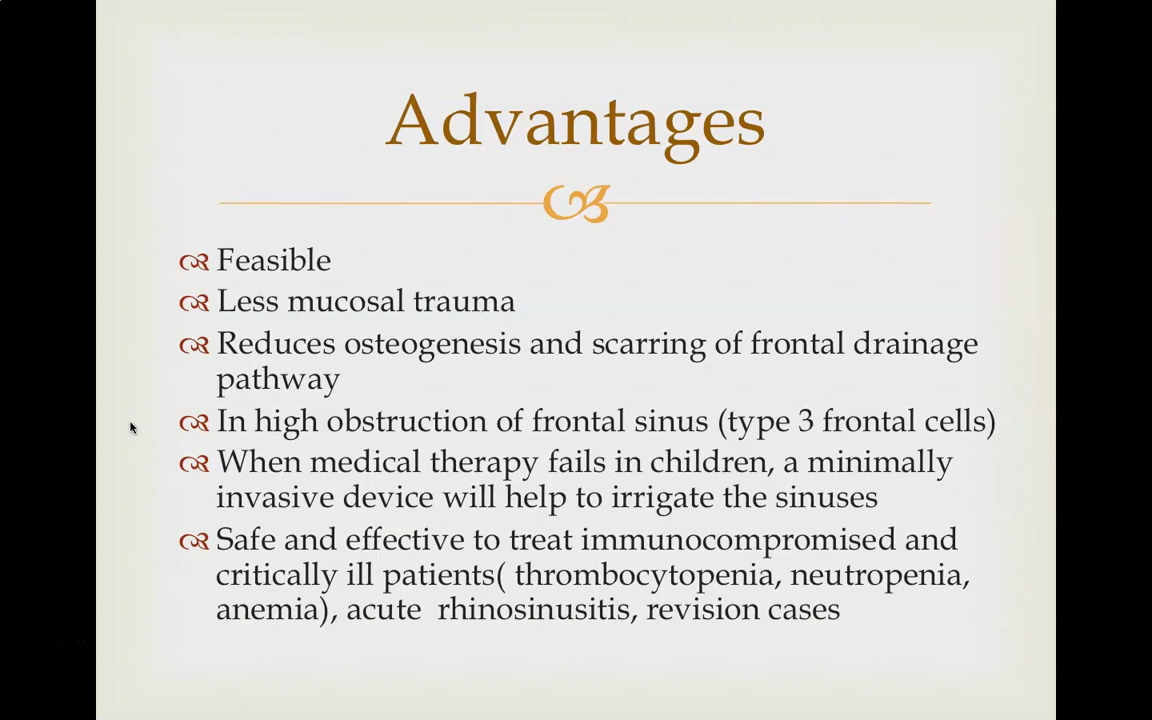 Advantages
Feasible
Less mucosal trauma
Reduces osteogenesis and scarring of frontal drainage
pathway
In high obstruction of frontal sinus (type 3 frontal cells)
When medical therapy fails in children, a minimally
invasive device will help to irrigate the sinuses
Safe and effective to treat immunocompromised and
critically ill patients( thrombocytopenia, neutropenia,
anemia), acute  rhinosinusitis, revision cases